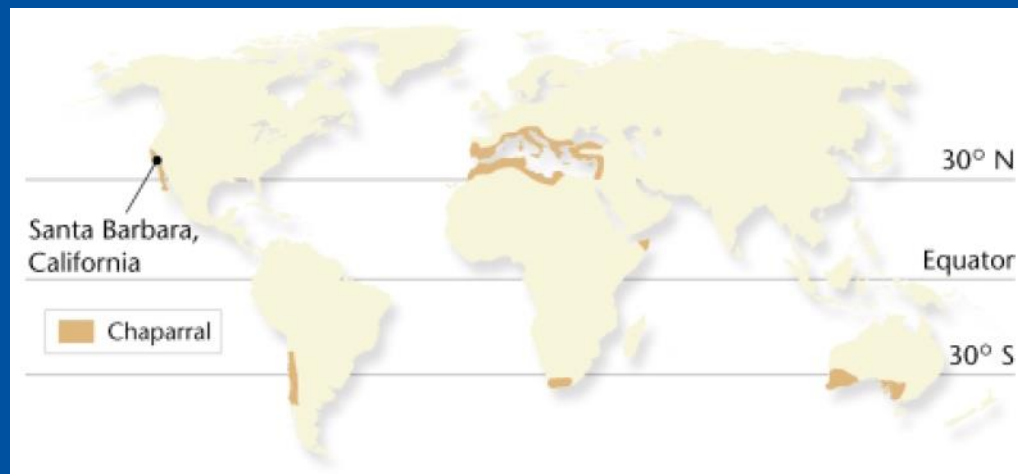 30° N
Santa Barbara,
California
Equator
Chaparral
30° S